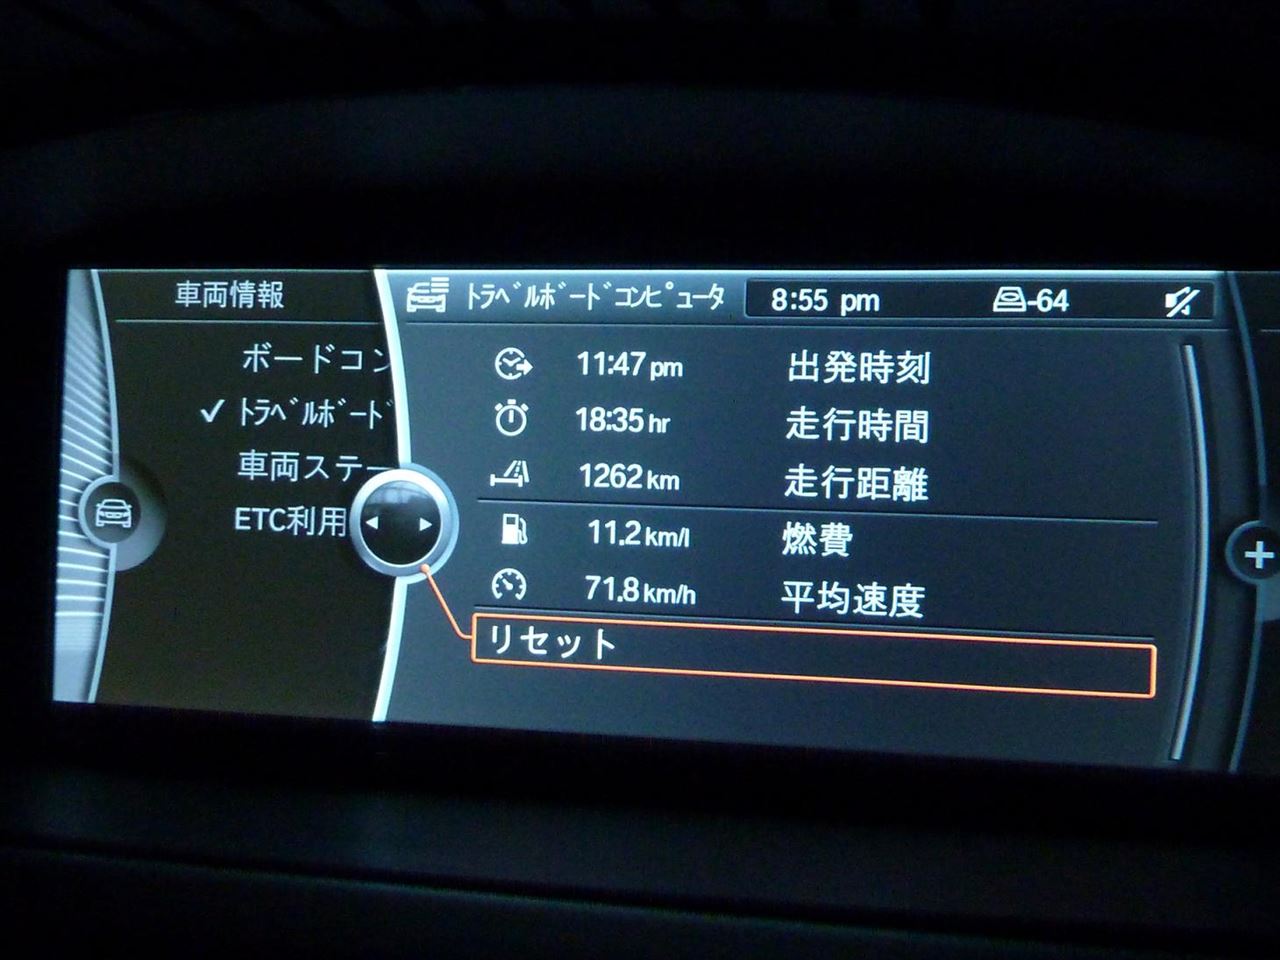 車両情報
トラベルボードコンピュータ
8:55 pm
-64
ボードコン
✓ トラベルボード
車両ステー
ETC利用
11:47 pm 出発時刻
18:35 hr 走行時間
1262 km 走行距離
11.2 km/l 燃費
71.8 km/h 平均速度
リセット